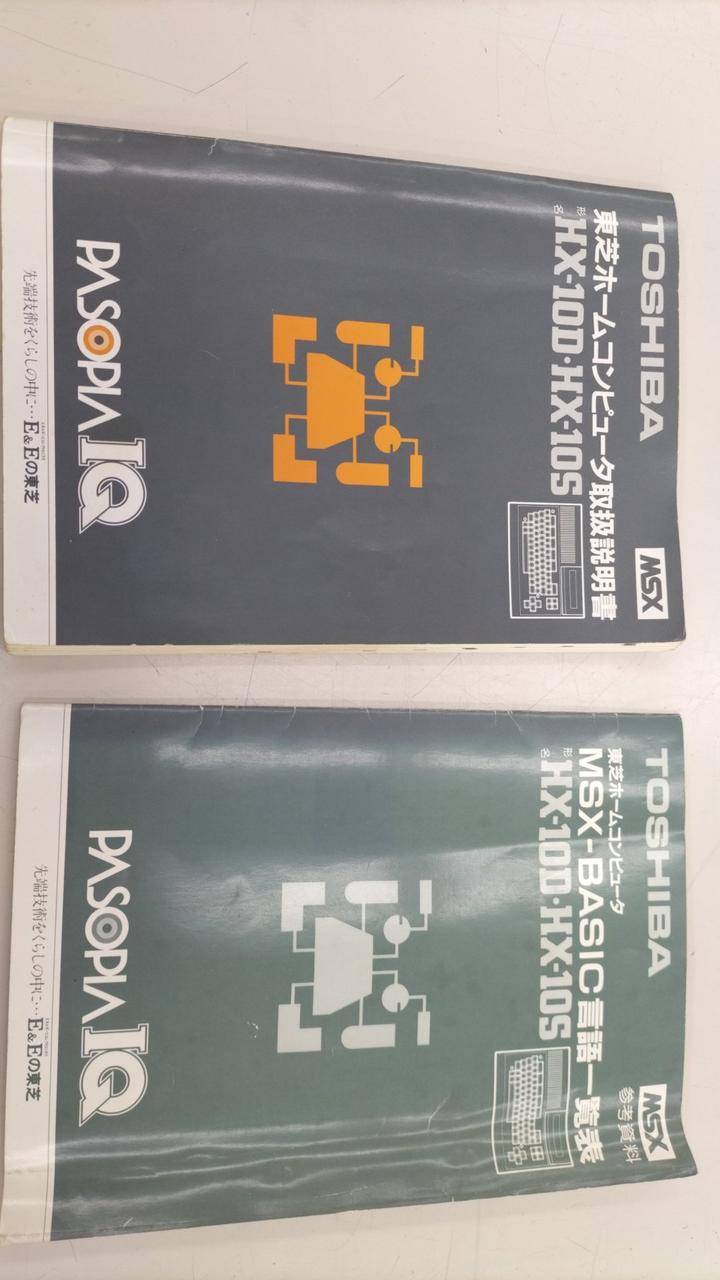 TOSHIBA
MSX
東芝ホームコンピュータ取扱説明書
形名 HX-10D・HX-10S
PASOPIA IQ
先端技術をくらしの中に…E&Eの東芝
TOSHIBA
MSX
参考資料
東芝ホームコンピュータ
MSX-BASIC言語一覧表
形名 HX-10D・HX-10S
PASOPIA IQ
先端技術をくらしの中に…E&Eの東芝